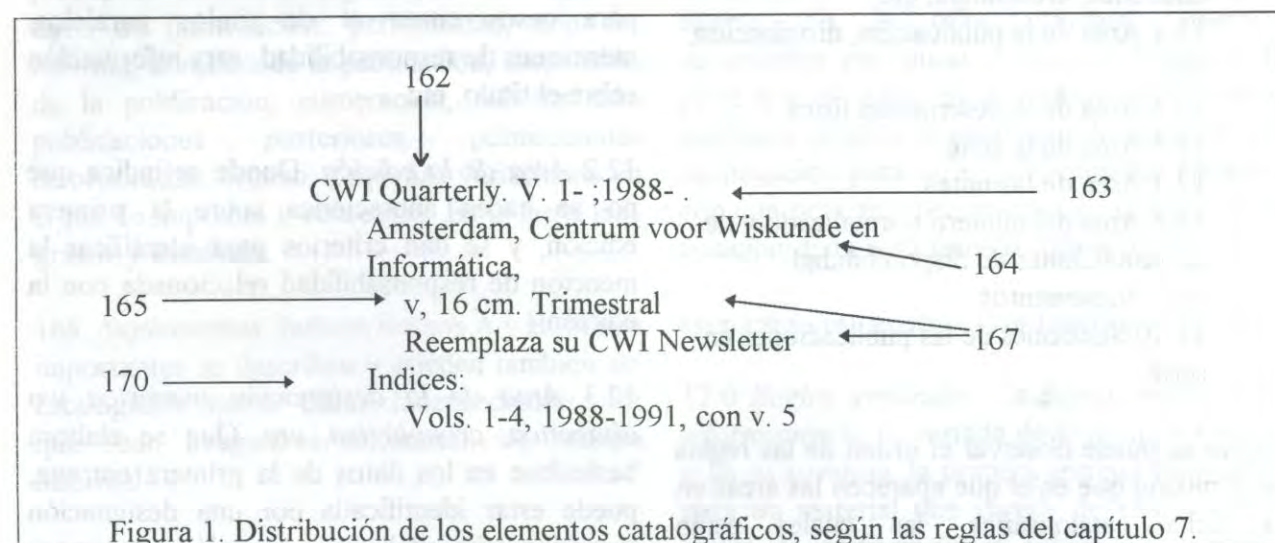 162
CWI Quarterly. V. 1- ;1988- 163
Amsterdam, Centrum voor Wiskunde en
Informática, 164
165 v, 16 cm. Trimestral
Reemplaza su CWI Newsletter 167
170 Indices:
Vols. 1-4, 1988-1991, con v. 5
Figura 1. Distribución de los elementos catalográficos, según las reglas del capítulo 7.